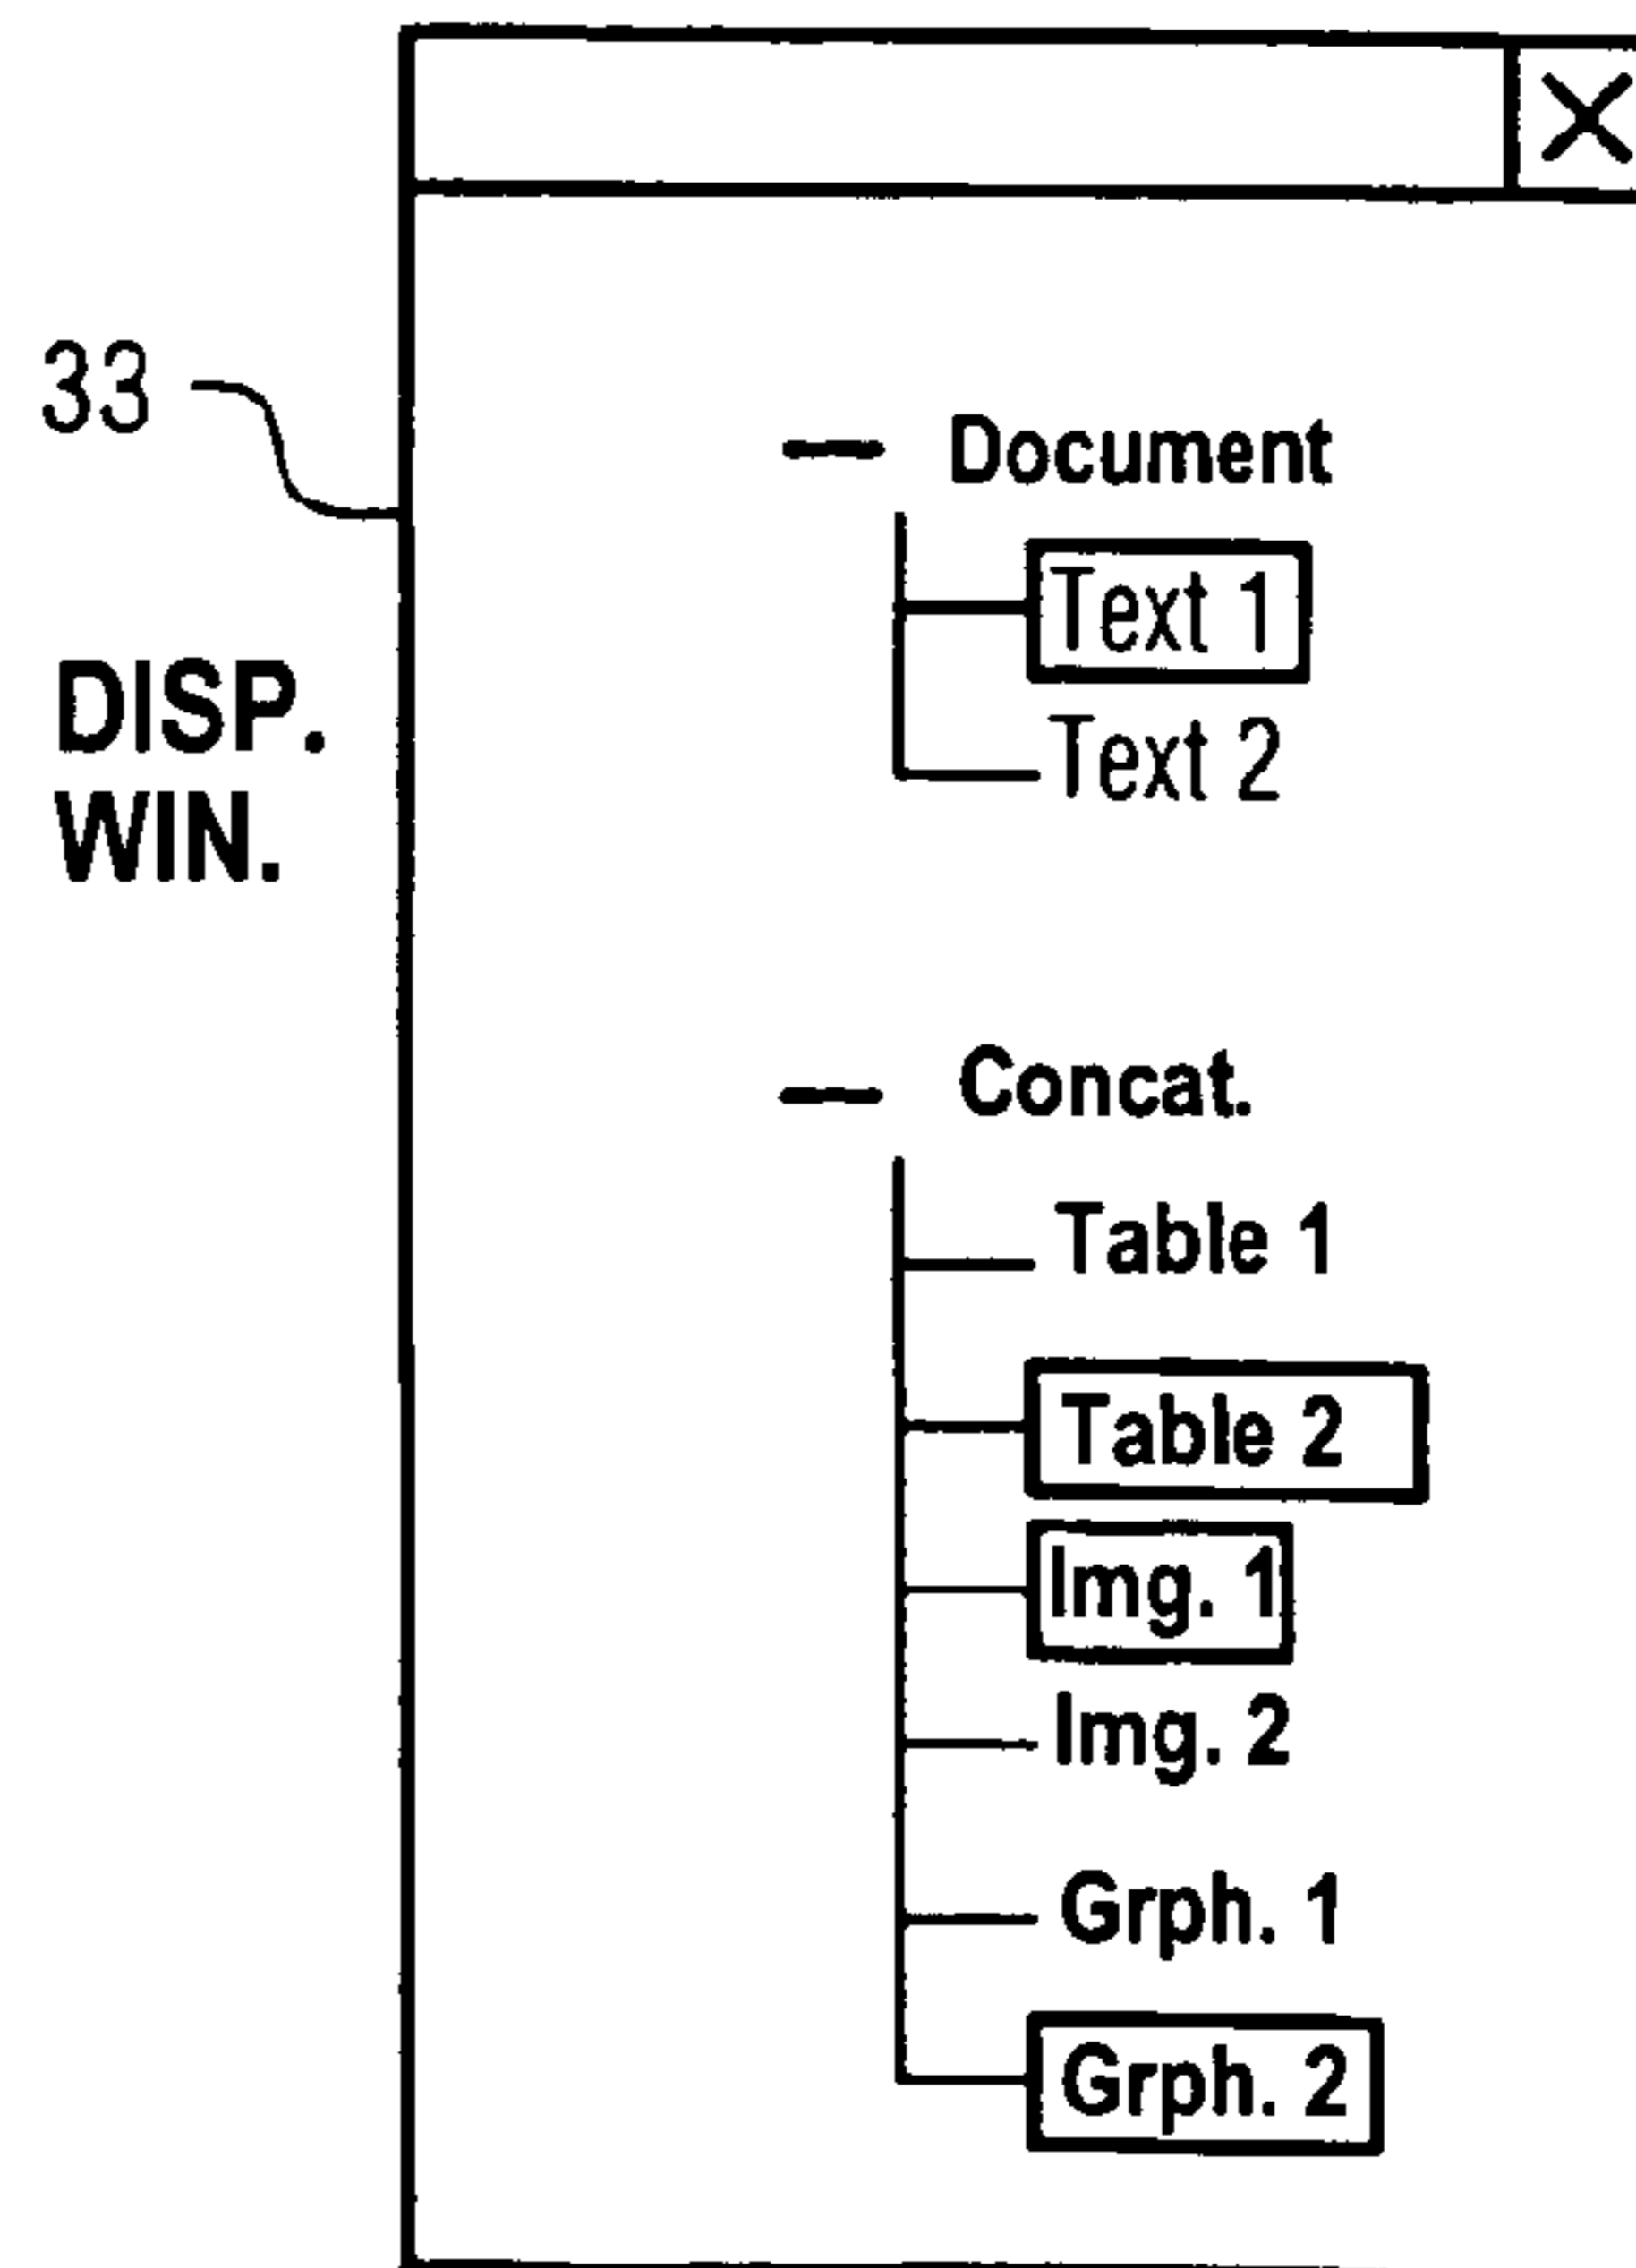 33
DISP.
WIN.
Document
Text 1
Text 2
Concat.
Table 1
Table 2
Img. 1
Img. 2
Grph. 1
Grph. 2